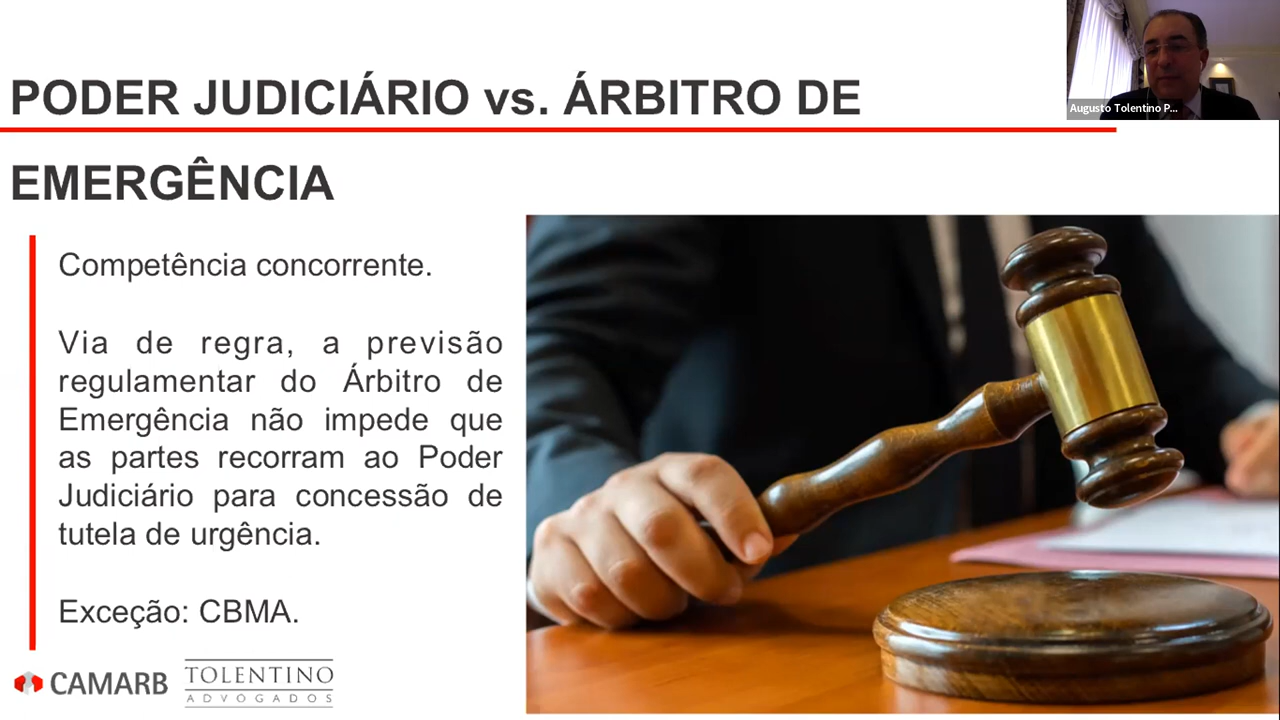 PODER JUDICIÁRIO vs. ÁRBITRO DE
EMERGÊNCIA
Augusto Tolentino P...
Competência concorrente.
Via de regra, a previsão
regulamentar do Árbitro de
Emergência não impede que
as partes recorram ao Poder
Judiciário para concessão de
tutela de urgência.
Exceção: CBMA.
CAMARB
TOLENTINO
ADVOGADOS